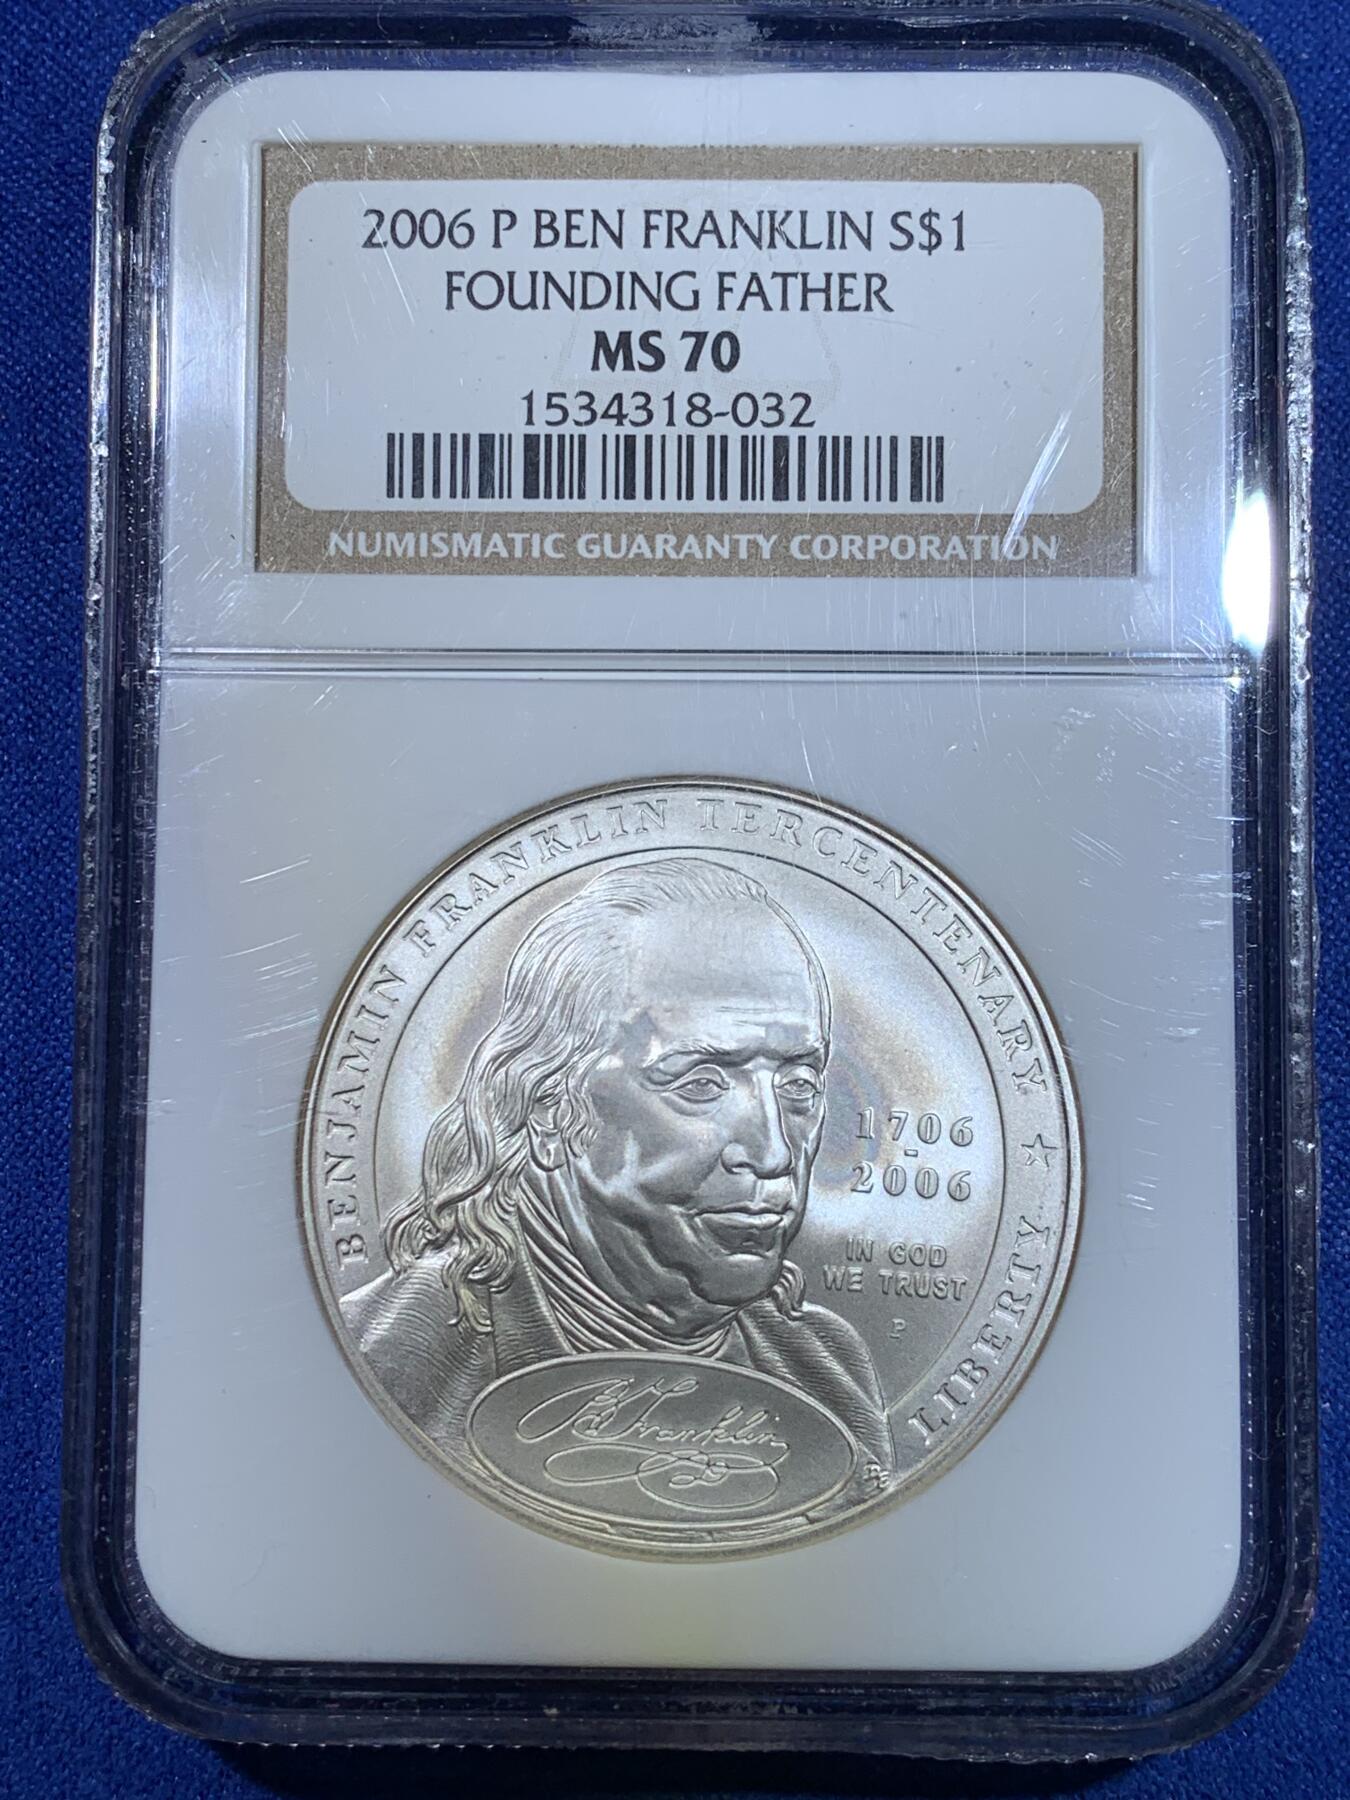 2006 P BEN FRANKLIN S$1
FOUNDING FATHER
MS 70
1534318-032
NUMISMATIC GUARANTY CORPORATION
BENJAMIN FRANKLIN TERCENTENARY ★ LIBERTY
1706
-
2006
IN GOD
WE TRUST
P
B Franklin